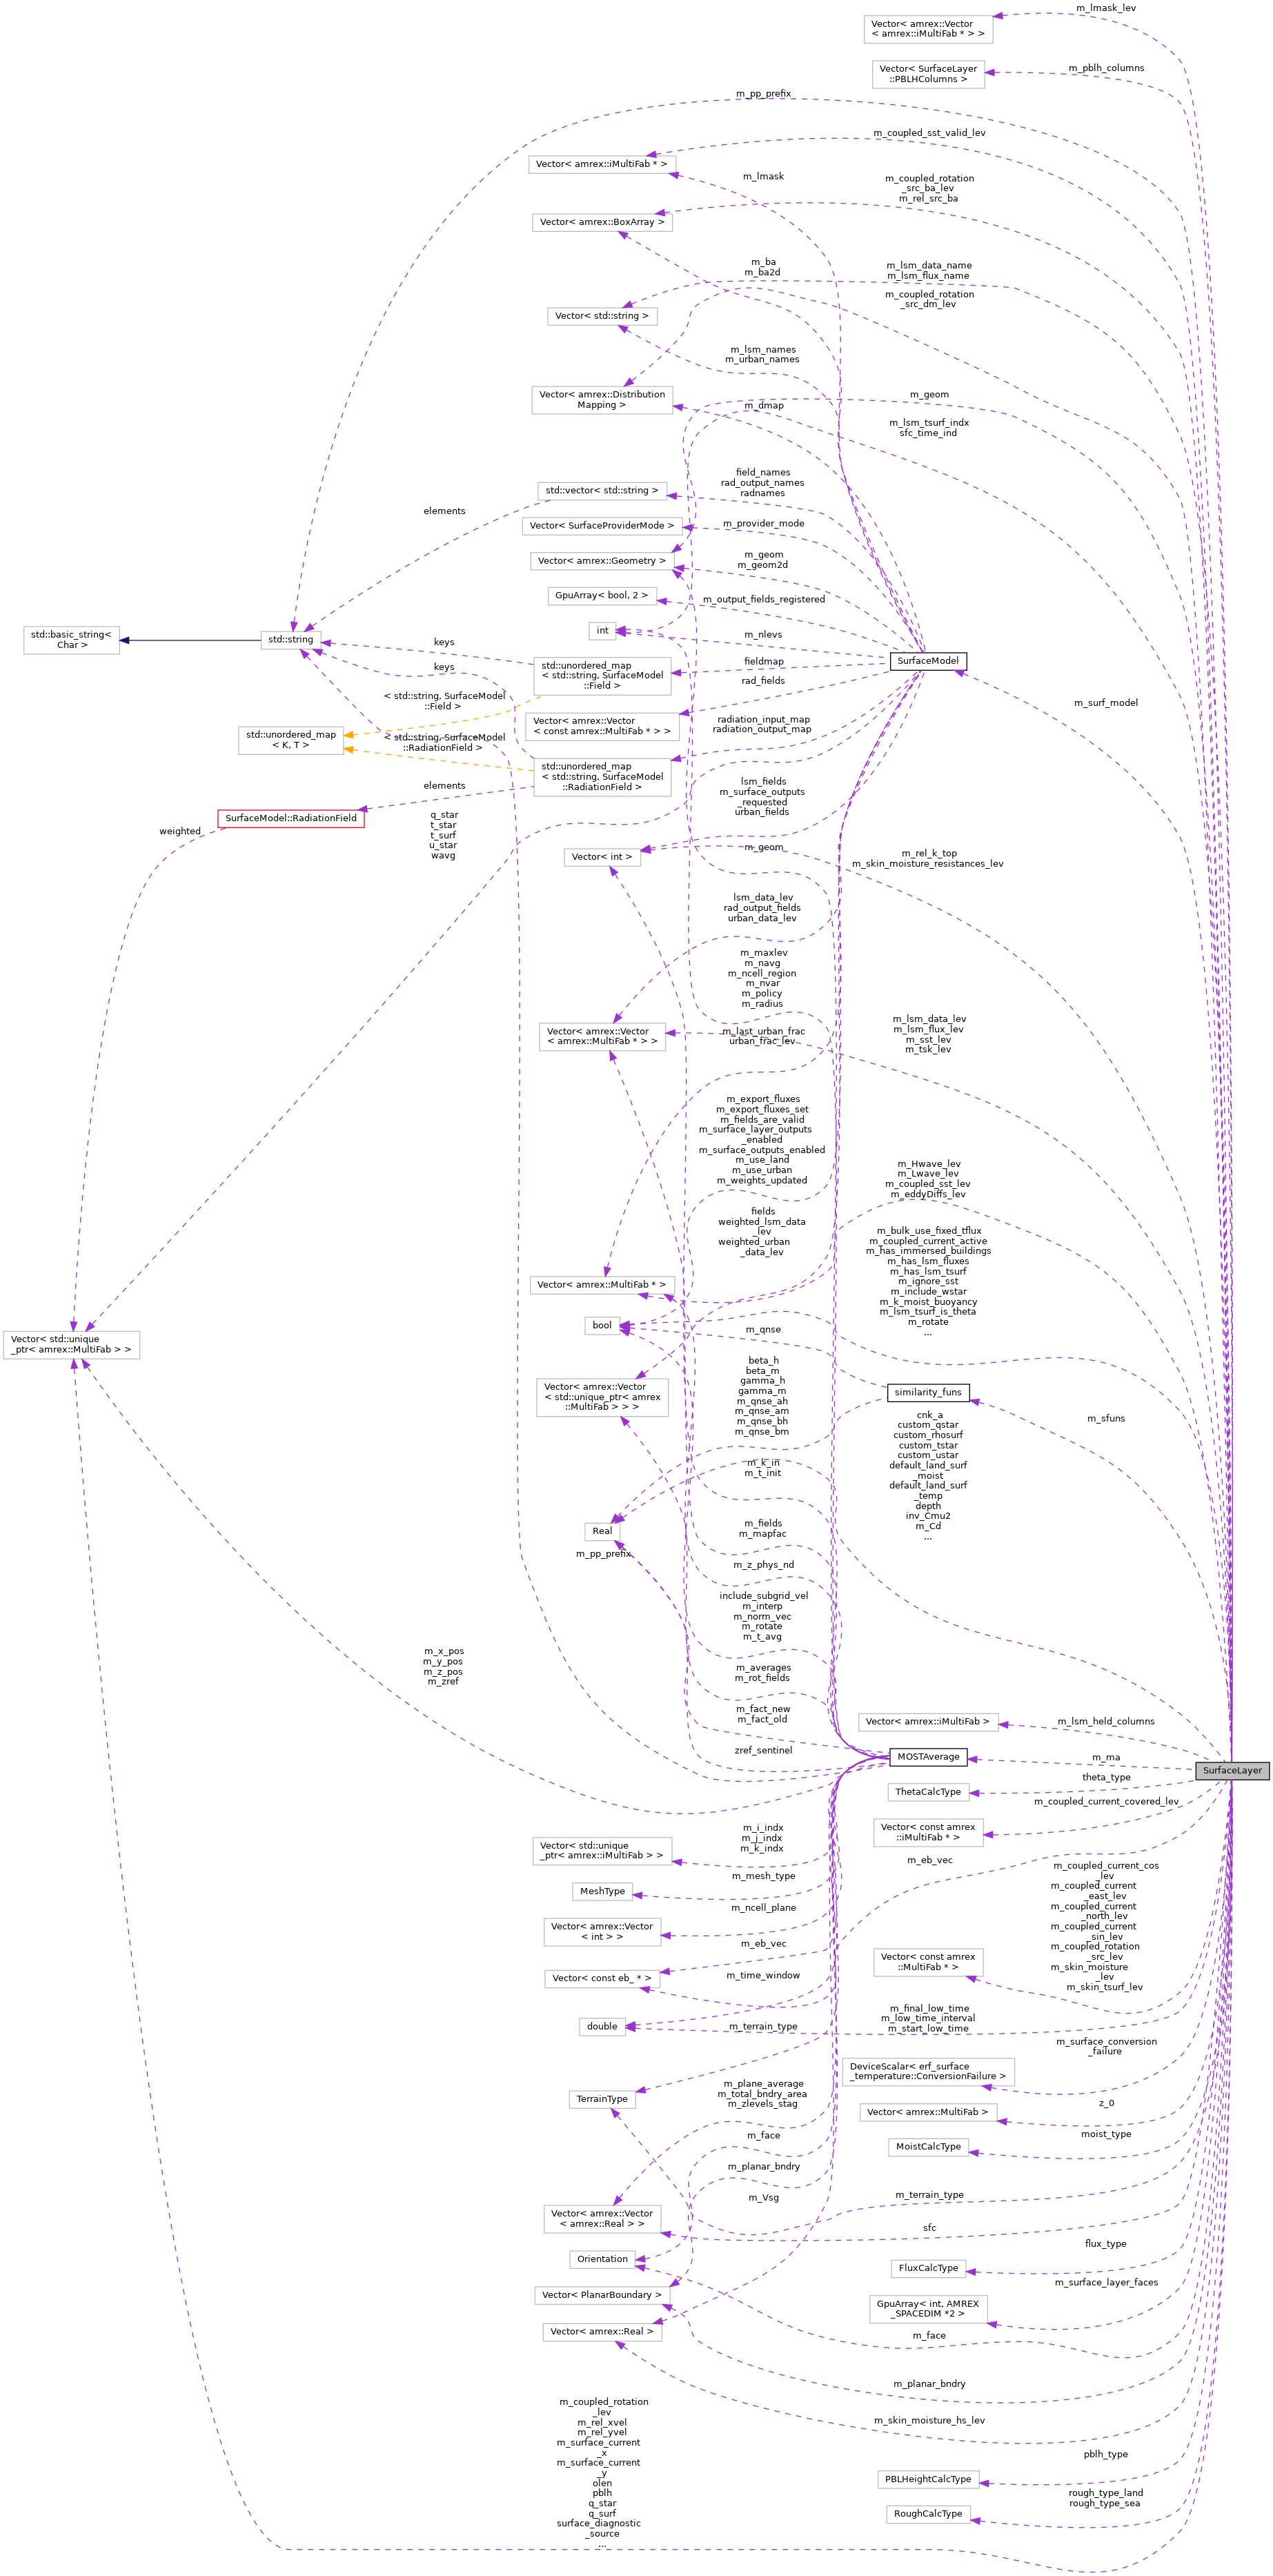 m_lmask_lev
Vector< amrex::Vector
< amrex::iMultiFab * > >
Vector< SurfaceLayer
::PBLHColumns >
m_pblh_columns
m_pp_prefix
m_coupled_sst_valid_lev
Vector< amrex::iMultiFab * >
m_lmask
m_coupled_rotation
_src_ba_lev
m_rel_src_ba
Vector< amrex::BoxArray >
m_ba
m_ba2d
m_lsm_data_name
m_lsm_flux_name
m_coupled_rotation
_src_dm_lev
Vector< std::string >
m_lsm_names
m_urban_names
Vector< amrex::Distribution
Mapping >
m_geom
m_dmap
m_lsm_tsurf_indx
sfc_time_ind
field_names
rad_output_names
radnames
std::vector< std::string >
elements
Vector< SurfaceProviderMode >
m_provider_mode
Vector< amrex::Geometry >
m_geom
m_geom2d
GpuArray< bool, 2 >
m_output_fields_registered
int
m_nlevs
std::basic_string<
Char >
std::string
keys
SurfaceModel
std::unordered_map
< std::string, SurfaceModel
::Field >
fieldmap
keys
rad_fields
< std::string, SurfaceModel
::Field >
m_surf_model
Vector< amrex::Vector
< const amrex::MultiFab * > >
radiation_input_map
radiation_output_map
std::unordered_map
< K, T >
< std::string, SurfaceModel
::RadiationField >
std::unordered_map
< std::string, SurfaceModel
::RadiationField >
elements
lsm_fields
m_surface_outputs
_requested
urban_fields
SurfaceModel::RadiationField
weighted
q_star
t_star
t_surf
u_star
wavg
Vector< int >
m_geom
m_rel_k_top
m_skin_moisture_resistances_lev
lsm_data_lev
rad_output_fields
urban_data_lev
m_maxlev
m_navg
m_ncell_region
m_nvar
m_policy
m_radius
Vector< amrex::Vector
< amrex::MultiFab * > >
m_last_urban_frac
urban_frac_lev
m_lsm_data_lev
m_lsm_flux_lev
m_sst_lev
m_tsk_lev
m_export_fluxes
m_export_fluxes_set
m_fields_are_valid
m_surface_layer_outputs
_enabled
m_surface_outputs_enabled
m_use_land
m_use_urban
m_weights_updated
m_Hwave_lev
m_Lwave_lev
m_coupled_sst_lev
m_eddyDiffs_lev
fields
weighted_lsm_data
_lev
weighted_urban
_data_lev
m_bulk_use_fixed_tflux
m_coupled_current_active
m_has_immersed_buildings
m_has_lsm_fluxes
m_has_lsm_tsurf
m_ignore_sst
m_include_wstar
m_k_moist_buoyancy
m_lsm_tsurf_is_theta
m_rotate
...
Vector< amrex::MultiFab * >
bool
m_qnse
Vector< std::unique
_ptr< amrex::MultiFab > >
Vector< amrex::Vector
< std::unique_ptr< amrex
::MultiFab > > >
beta_h
beta_m
gamma_h
gamma_m
m_qnse_ah
m_qnse_am
m_qnse_bh
m_qnse_bm
similarity_funs
m_sfuns
cnk_a
custom_qstar
custom_rhosurf
custom_tstar
custom_ustar
default_land_surf
_moist
default_land_surf
_temp
depth
inv_Cmu2
m_Cd
...
m_k_in
m_t_init
Real
m_pp_prefix
m_fields
m_mapfac
m_z_phys_nd
include_subgrid_vel
m_interp
m_norm_vec
m_rotate
m_t_avg
m_x_pos
m_y_pos
m_z_pos
m_zref
m_averages
m_rot_fields
m_fact_new
m_fact_old
zref_sentinel
Vector< amrex::iMultiFab >
m_lsm_held_columns
MOSTAverage
m_ma
SurfaceLayer
theta_type
ThetaCalcType
m_coupled_current_covered_lev
Vector< const amrex
::iMultiFab * >
m_i_indx
m_j_indx
m_k_indx
Vector< std::unique
_ptr< amrex::iMultiFab > >
m_eb_vec
m_mesh_type
MeshType
m_coupled_current_cos
_lev
m_coupled_current
_east_lev
m_coupled_current
_north_lev
m_coupled_current
_sin_lev
m_coupled_rotation
_src_lev
m_skin_moisture
_lev
m_skin_tsurf_lev
m_ncell_plane
Vector< amrex::Vector
< int > >
m_eb_vec
Vector< const amrex
::MultiFab * >
Vector< const eb_ * >
m_time_window
double
m_final_low_time
m_low_time_interval
m_start_low_time
m_terrain_type
m_surface_conversion
_failure
DeviceScalar< erf_surface
_temperature::ConversionFailure >
TerrainType
m_plane_average
m_total_bndry_area
m_zlevels_stag
Vector< amrex::MultiFab >
z_0
m_face
MoistCalcType
moist_type
m_planar_bndry
m_Vsg
m_terrain_type
Vector< amrex::Vector
< amrex::Real > >
sfc
Orientation
flux_type
FluxCalcType
m_surface_layer_faces
Vector< PlanarBoundary >
GpuArray< int, AMREX
_SPACEDIM *2 >
Vector< amrex::Real >
m_face
m_planar_bndry
m_skin_moisture_hs_lev
m_coupled_rotation
_lev
m_rel_xvel
m_rel_yvel
m_surface_current
_x
m_surface_current
_y
olen
pblh
q_star
q_surf
surface_diagnostic
_source
...
pblh_type
PBLHeightCalcType
rough_type_land
rough_type_sea
RoughCalcType